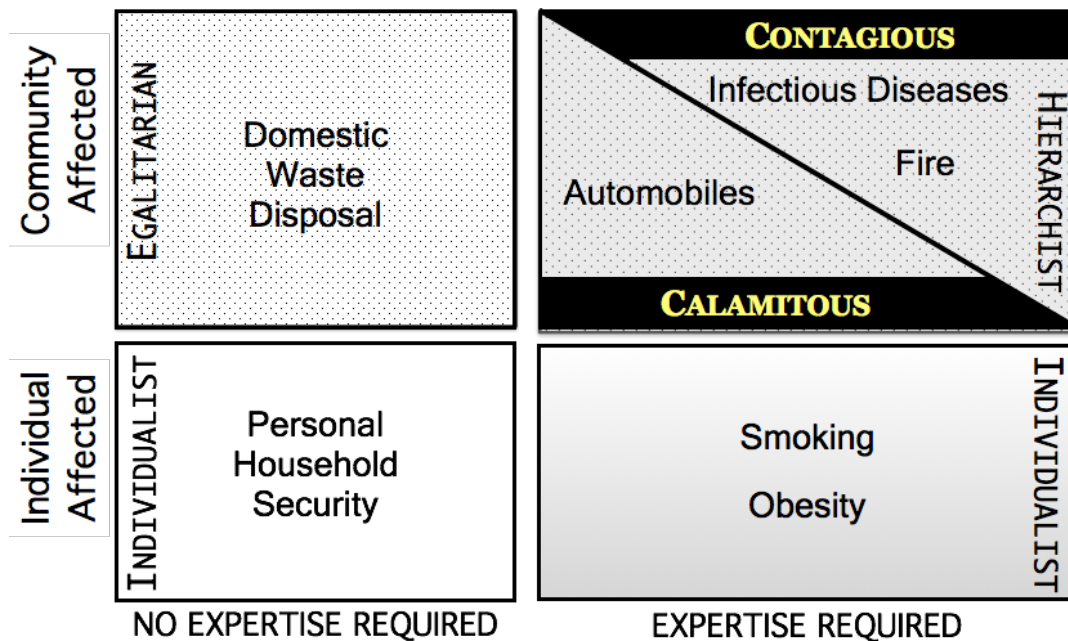 Community
Affected
EGALITARIAN
Domestic
Waste
Disposal
CONTAGIOUS
Infectious Diseases
Fire
Automobiles
HIERARCHIST
CALAMITOUS
Individual
Affected
INDIVIDUALIST
Personal
Household
Security
Smoking
Obesity
INDIVIDUALIST
NO EXPERTISE REQUIRED
EXPERTISE REQUIRED